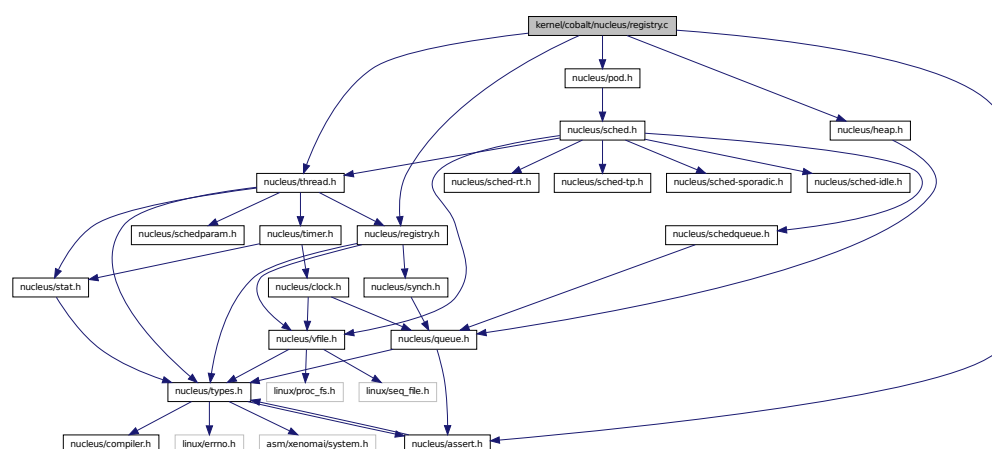 kernel/cobalt/nucleus/registry.c
nucleus/pod.h
nucleus/sched.h
nucleus/heap.h
nucleus/thread.h
nucleus/sched-rt.h
nucleus/sched-tp.h
nucleus/sched-sporadic.h
nucleus/sched-idle.h
nucleus/schedparam.h
nucleus/timer.h
nucleus/registry.h
nucleus/schedqueue.h
nucleus/stat.h
nucleus/clock.h
nucleus/synch.h
nucleus/vfile.h
nucleus/queue.h
nucleus/types.h
linux/proc_fs.h
linux/seq_file.h
nucleus/compiler.h
linux/errno.h
asm/xenomai/system.h
nucleus/assert.h